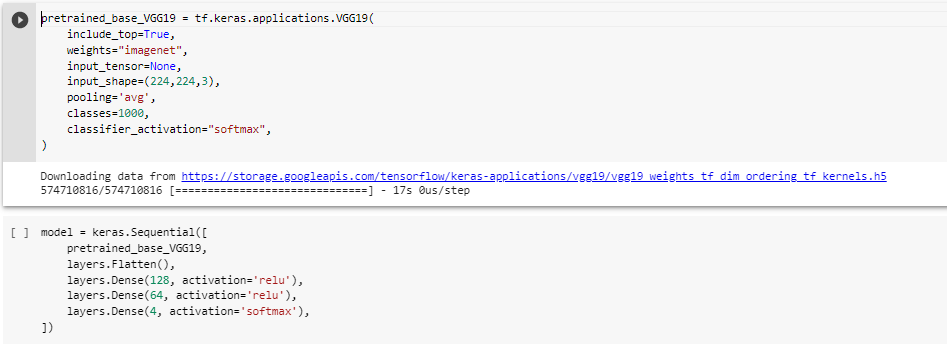 pretrained_base_VGG19 = tf.keras.applications.VGG19(
    include_top=True,
    weights="imagenet",
    input_tensor=None,
    input_shape=(224,224,3),
    pooling='avg',
    classes=1000,
    classifier_activation="softmax",
)
Downloading data from https://storage.googleapis.com/tensorflow/keras-applications/vgg19/vgg19_weights_tf_dim_ordering_tf_kernels.h5
574710816/574710816 [==============================] - 17s 0us/step
[ ] model = keras.Sequential([
    pretrained_base_VGG19,
    layers.Flatten(),
    layers.Dense(128, activation='relu'),
    layers.Dense(64, activation='relu'),
    layers.Dense(4, activation='softmax'),
])